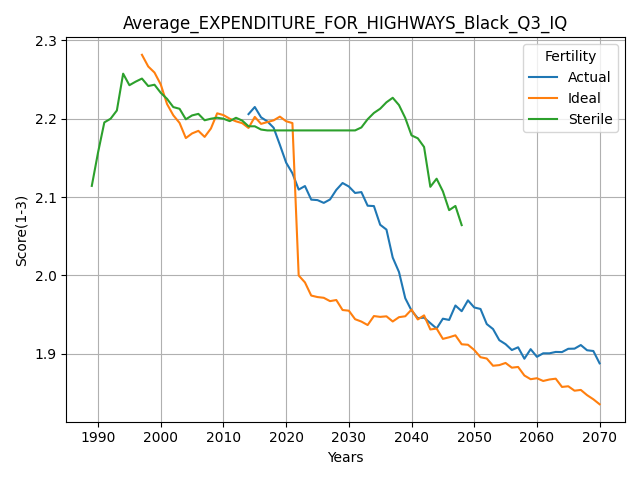 Average_EXPENDITURE_FOR_HIGHWAYS_Black_Q3_IQ
Fertility
Actual
Ideal
Sterile
Score(1-3)
2.3
2.2
2.1
2.0
1.9
1990 2000 2010 2020 2030 2040 2050 2060 2070
Years